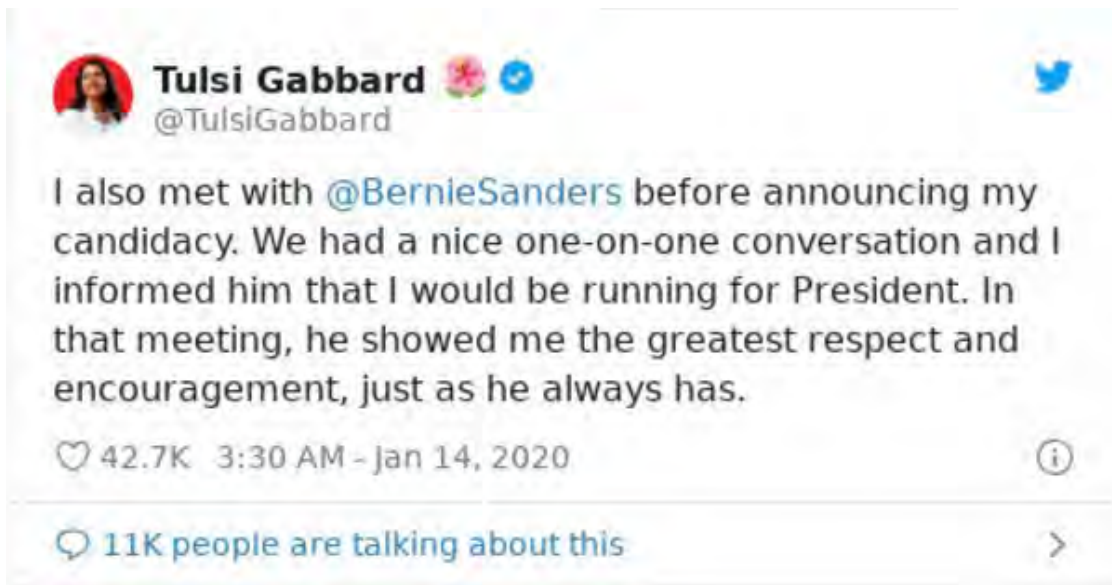 Tulsi Gabbard 🌺
@TulsiGabbard
I also met with @BernieSanders before announcing my
candidacy. We had a nice one-on-one conversation and I
informed him that I would be running for President. In
that meeting, he showed me the greatest respect and
encouragement, just as he always has.
42.7K 3:30 AM - Jan 14, 2020
11K people are talking about this